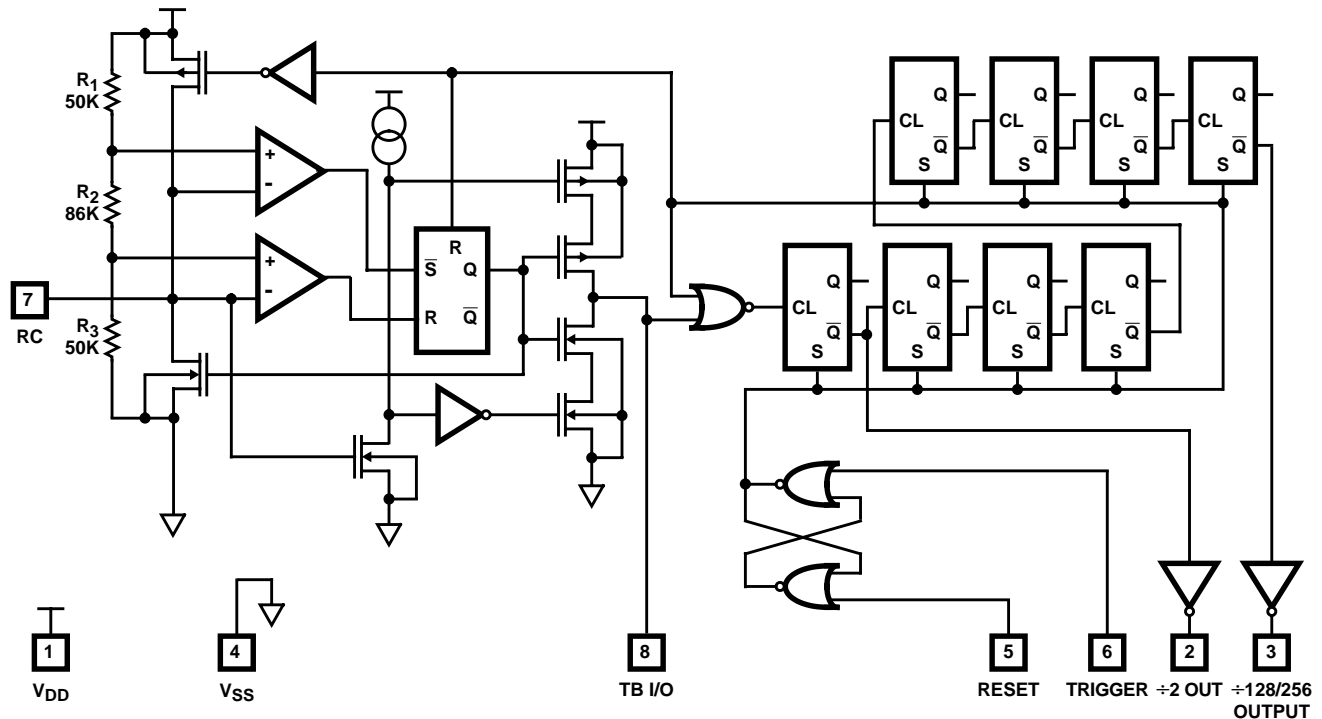 R1
50K
R2
86K
R3
50K
+
-
+
-
7
RC
R
S̅
Q
R
Q̅
Q
CL
Q̅
S
Q
CL
Q̅
S
Q
CL
Q̅
S
Q
CL
Q̅
S
Q
CL
Q̅
S
Q
CL
Q̅
S
Q
CL
Q̅
S
Q
CL
Q̅
S
1
VDD
4
VSS
8
TB I/O
5
RESET
6
TRIGGER
2
÷2 OUT
3
÷128/256
OUTPUT